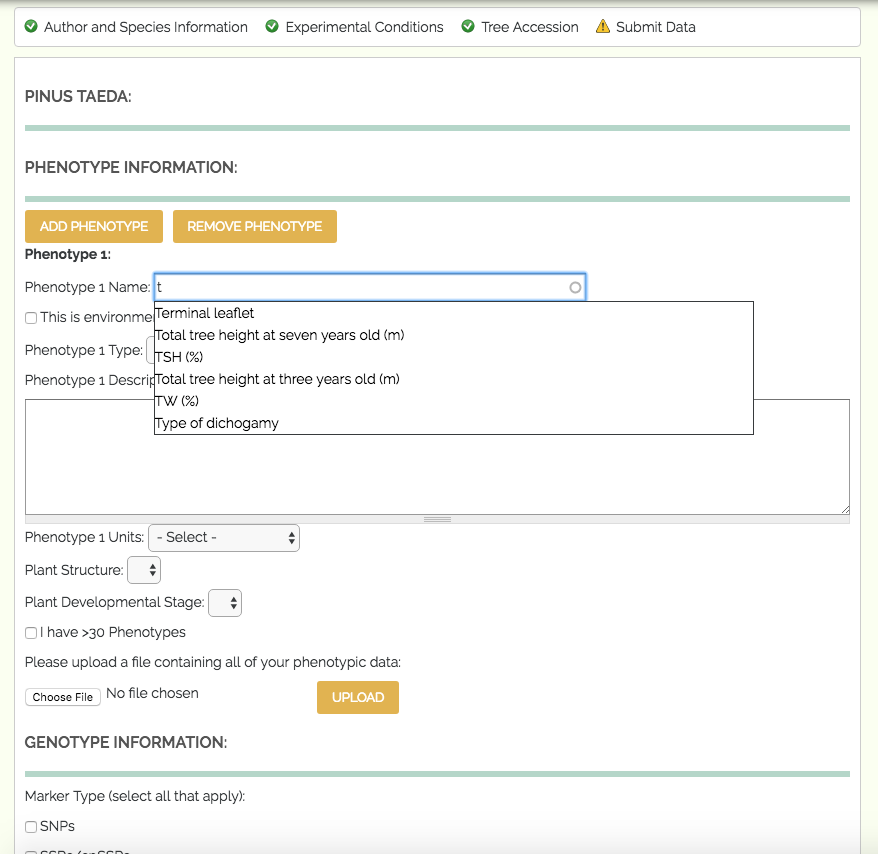 Author and Species Information Experimental Conditions Tree Accession Submit Data
PINUS TAEDA:
PHENOTYPE INFORMATION:
ADD PHENOTYPE REMOVE PHENOTYPE
Phenotype 1:
Phenotype 1 Name: t
Terminal leaflet
This is environme
Total tree height at seven years old (m)
Phenotype 1 Type:
TSH (%)
Phenotype 1 Descrip
Total tree height at three years old (m)
TW (%)
Type of dichogamy
Phenotype 1 Units: - Select -
Plant Structure:
Plant Developmental Stage:
I have >30 Phenotypes
Please upload a file containing all of your phenotypic data:
Choose File No file chosen UPLOAD
GENOTYPE INFORMATION:
Marker Type (select all that apply):
SNPs